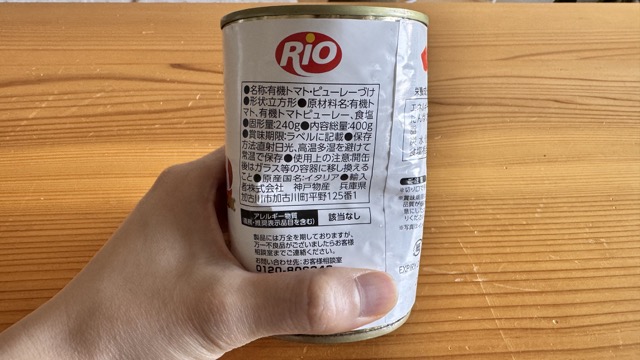 RiO
●名称:有機トマト・ピューレーづけ
●形状:立方形●原材料名:有機ト
マト、有機トマトピューレー、食塩
●固形量:240g●内容総量:400g
●賞味期限:ラベルに記載●保存
方法:直射日光、高温多湿を避けて
常温で保存●使用上の注意:開缶
後はガラス等の容器に移し換える
こと●原産国名:イタリア●輸入
者:株式会社 神戸物産 兵庫県
加古川市加古川町平野125番1
アレルギー物質
表示品目を含む)
該当なし
製品には万全を期しておりますが、
万一不良品がございましたらお客様
相談室までご連絡ください。
お問い合わせ先:お客様相談室